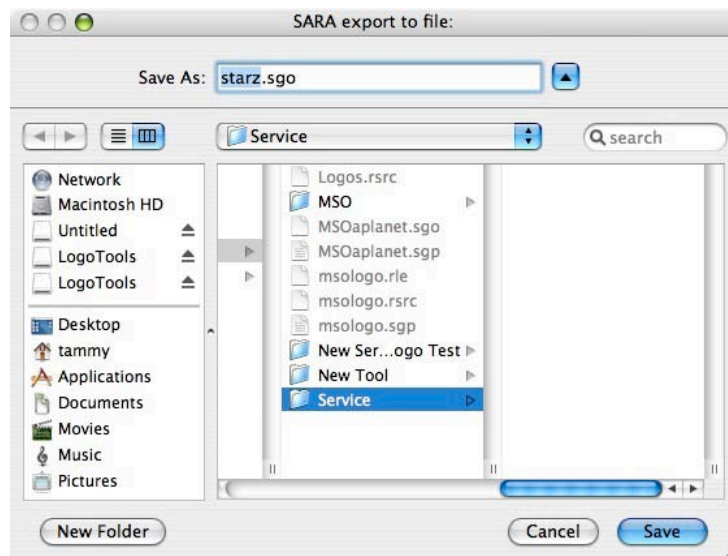 SARA export to file:
Save As: starz.sgo
Service
search
Network
Macintosh HD
Untitled
LogoTools
LogoTools
Desktop
tammy
Applications
Documents
Movies
Music
Pictures
Logos.rsrc
MSO
MSOaplanet.sgo
MSOaplanet.sgp
msologo.rle
msologo.rsrc
msologo.sgp
New Ser...ogo Test
New Tool
Service
New Folder
Cancel
Save